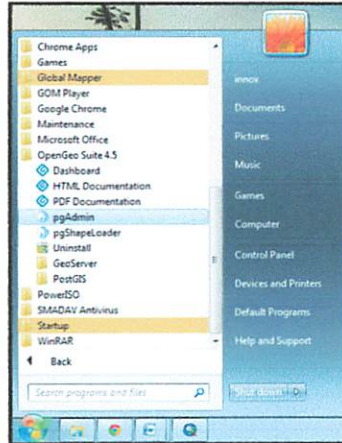 Chrome Apps
Games
Global Mapper
GOM Player
Google Chrome
Maintenance
Microsoft Office
OpenGeo Suite 4.5
Dashboard
HTML Documentation
PDF Documentation
pgAdmin
pgShapeLoader
Uninstall
GeoServer
PostGIS
PowerISO
SMADAV Antivirus
Startup
WinRAR
Back
Search programs and files
innov
Documents
Pictures
Music
Games
Computer
Control Panel
Devices and Printers
Default Programs
Help and Support
Shut down